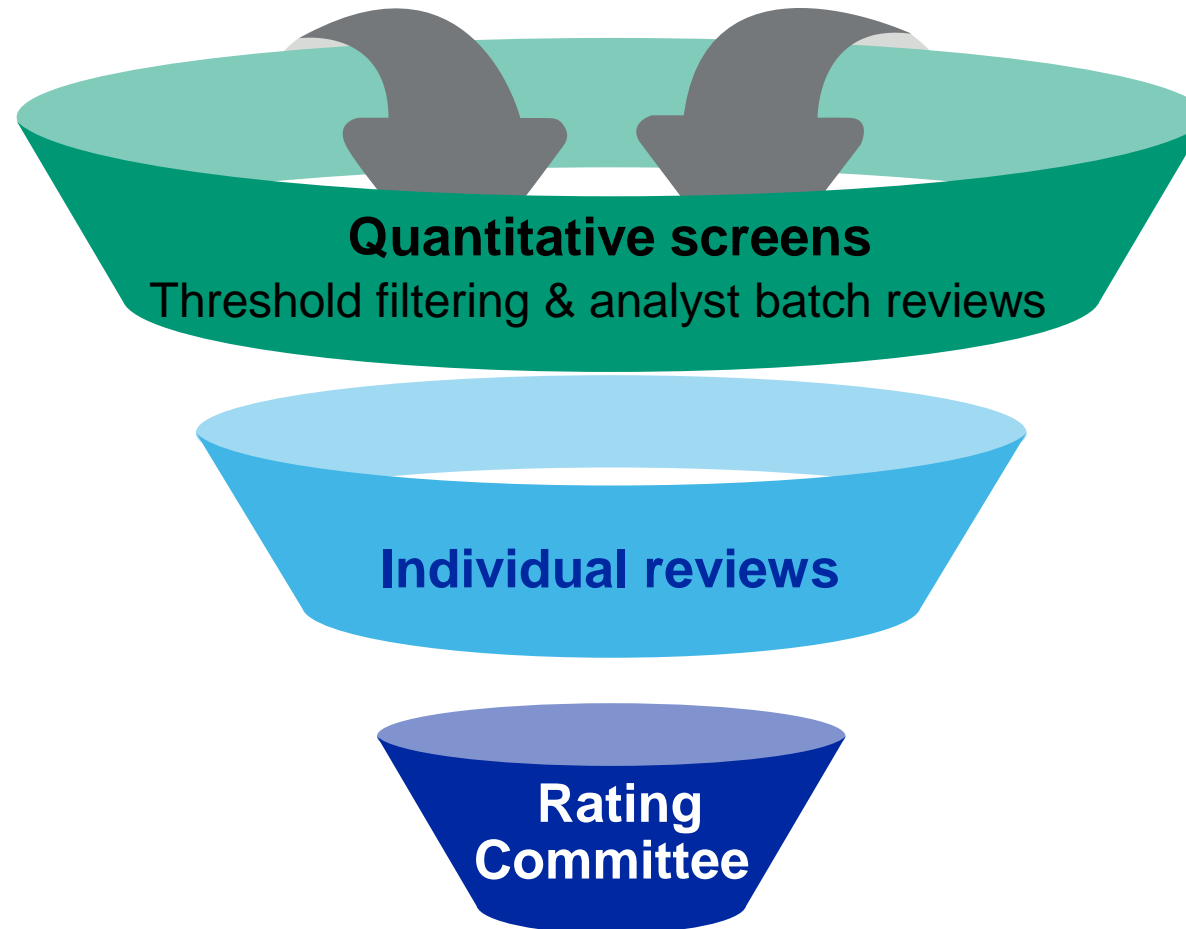 Quantitative screens
Threshold filtering & analyst batch reviews
Individual reviews
Rating
Committee